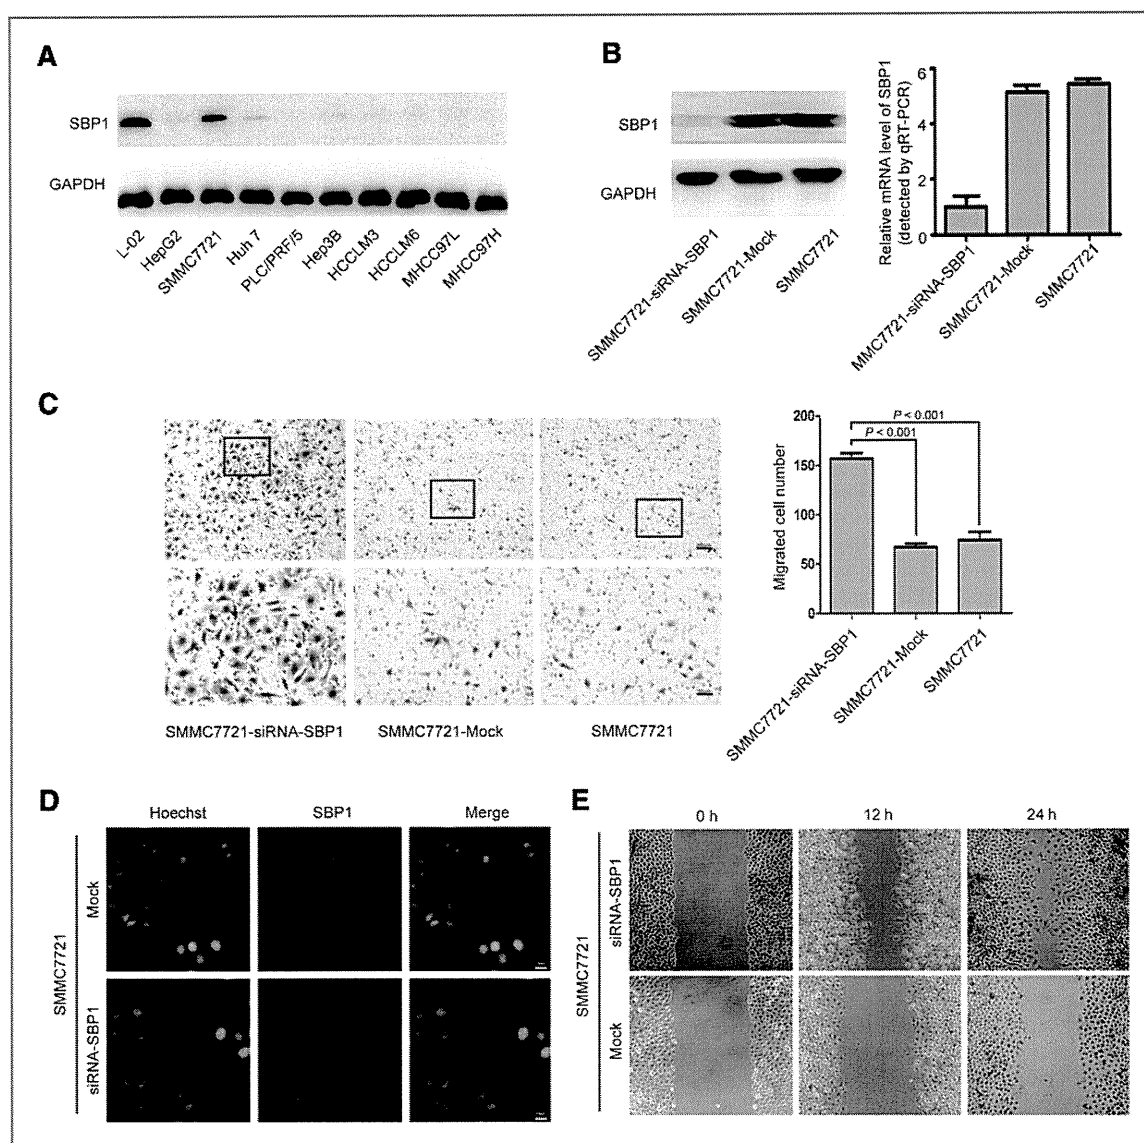 A
SBP1
GAPDH
L-02
HepG2
SMMC7721
Huh 7
PLC/PRF/5
Hep3B
HCCLM3
HCCLM6
MHCC97L
MHCC97H
B
SBP1
GAPDH
SMMC7721-siRNA-SBP1
SMMC7721-Mock
SMMC7721
Relative mRNA level of SBP1
(detected by qRT-PCR)
6
4
2
0
MMC7721-siRNA-SBP1
SMMC7721-Mock
SMMC7721
C
SMMC7721-siRNA-SBP1
SMMC7721-Mock
SMMC7721
Migrated cell number
200
150
100
50
0
P < 0.001
P < 0.001
SMMC7721-siRNA-SBP1
SMMC7721-Mock
SMMC7721
D
Hoechst
SBP1
Merge
SMMC7721
Mock
siRNA-SBP1
E
0 h
12 h
24 h
SMMC7721
siRNA-SBP1
Mock